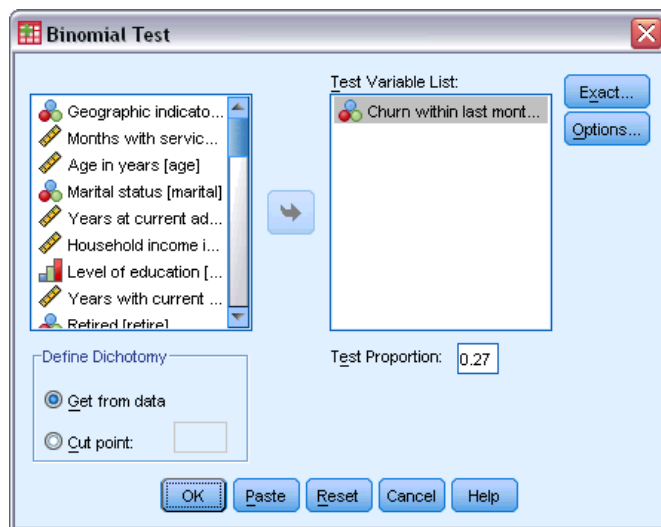 Binomial Test
Geographic indicato...
Months with servic...
Age in years [age]
Marital status [marital]
Years at current ad...
Household income i...
Level of education [...
Years with current ...
Retired [retire]
Test Variable List:
Churn within last mont...
Exact...
Options...
Define Dichotomy
Get from data
Cut point:
Test Proportion: 0.27
OK Paste Reset Cancel Help